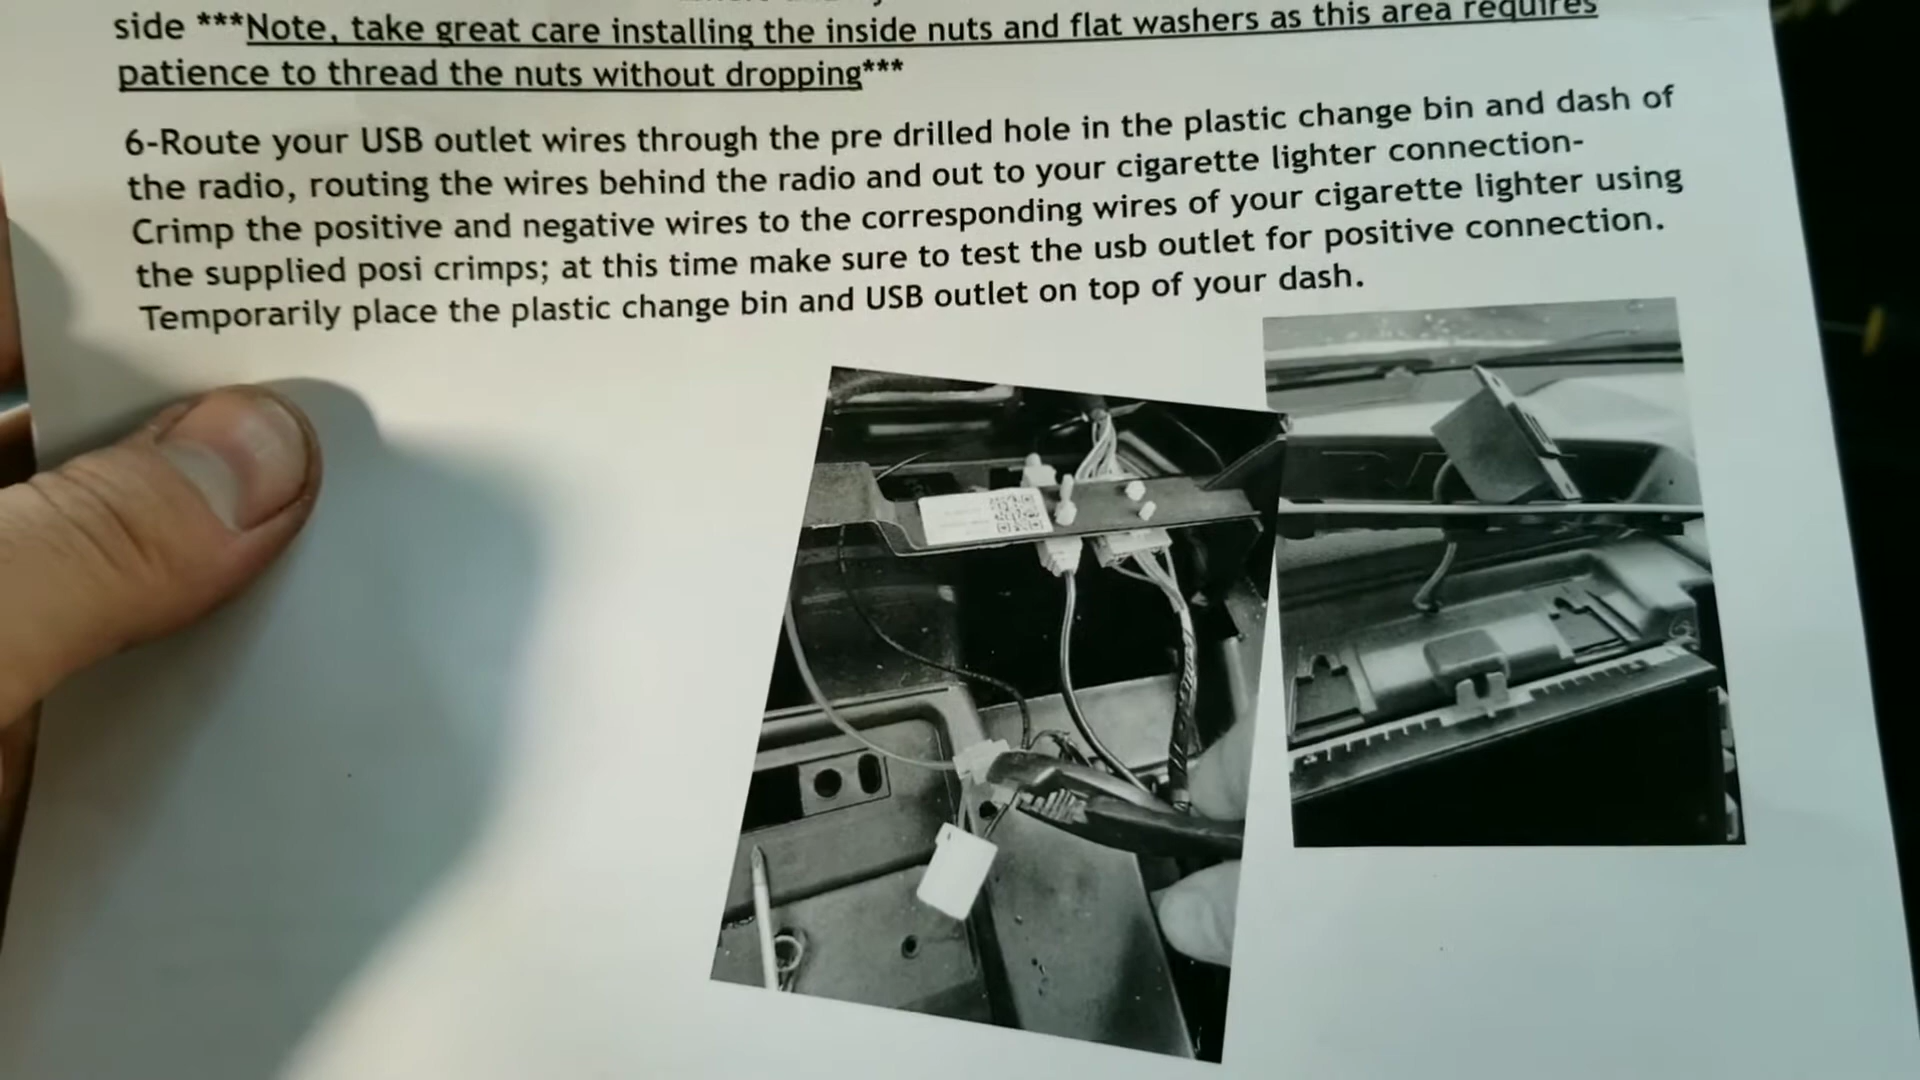 side ***Note, take great care installing the inside nuts and flat washers as this area requires
patience to thread the nuts without dropping***
6-Route your USB outlet wires through the pre drilled hole in the plastic change bin and dash of
the radio, routing the wires behind the radio and out to your cigarette lighter connection-
Crimp the positive and negative wires to the corresponding wires of your cigarette lighter using
the supplied posi crimps; at this time make sure to test the usb outlet for positive connection.
Temporarily place the plastic change bin and USB outlet on top of your dash.